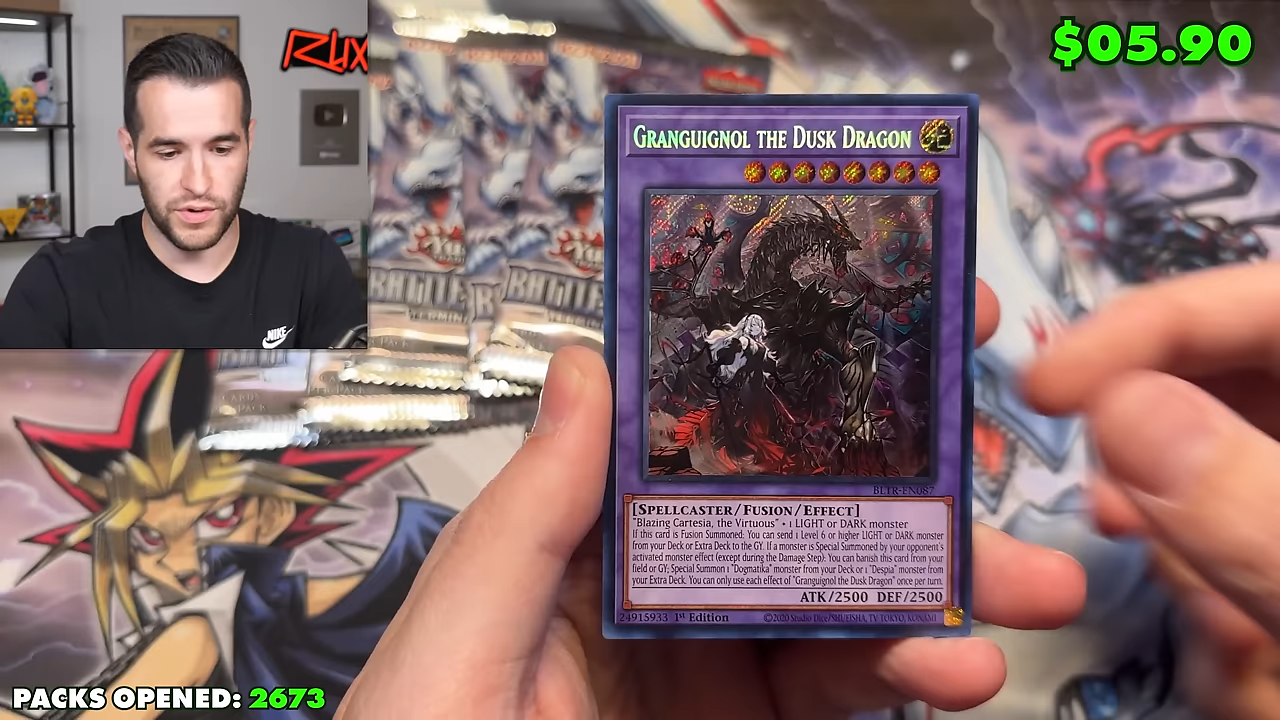 RUX
$05.90
GRANGUIGNOL THE DUSK DRAGON
BLTR-EN087
[SPELLCASTER/FUSION/EFFECT]
"Blazing Cartesia, the Virtuous" + 1 LIGHT or DARK monster
If this card is Fusion Summoned: You can send 1 Level 6 or higher LIGHT or DARK monster
from your Deck or Extra Deck to the GY. If a monster is Special Summoned by your opponent's
activated monster effect (except during the Damage Step): You can banish this card from your
field or GY; Special Summon 1 "Dogmatika" monster from your Deck or 1 "Despia" monster from
your Extra Deck. You can only use each effect of "Granguignol the Dusk Dragon" once per turn.
ATK/2500 DEF/2500
24915933 1st Edition
©2020 Studio Dice/SHUEISHA, TV TOKYO, KONAMI
NIKE
BATTLE
PACKS OPENED: 2673